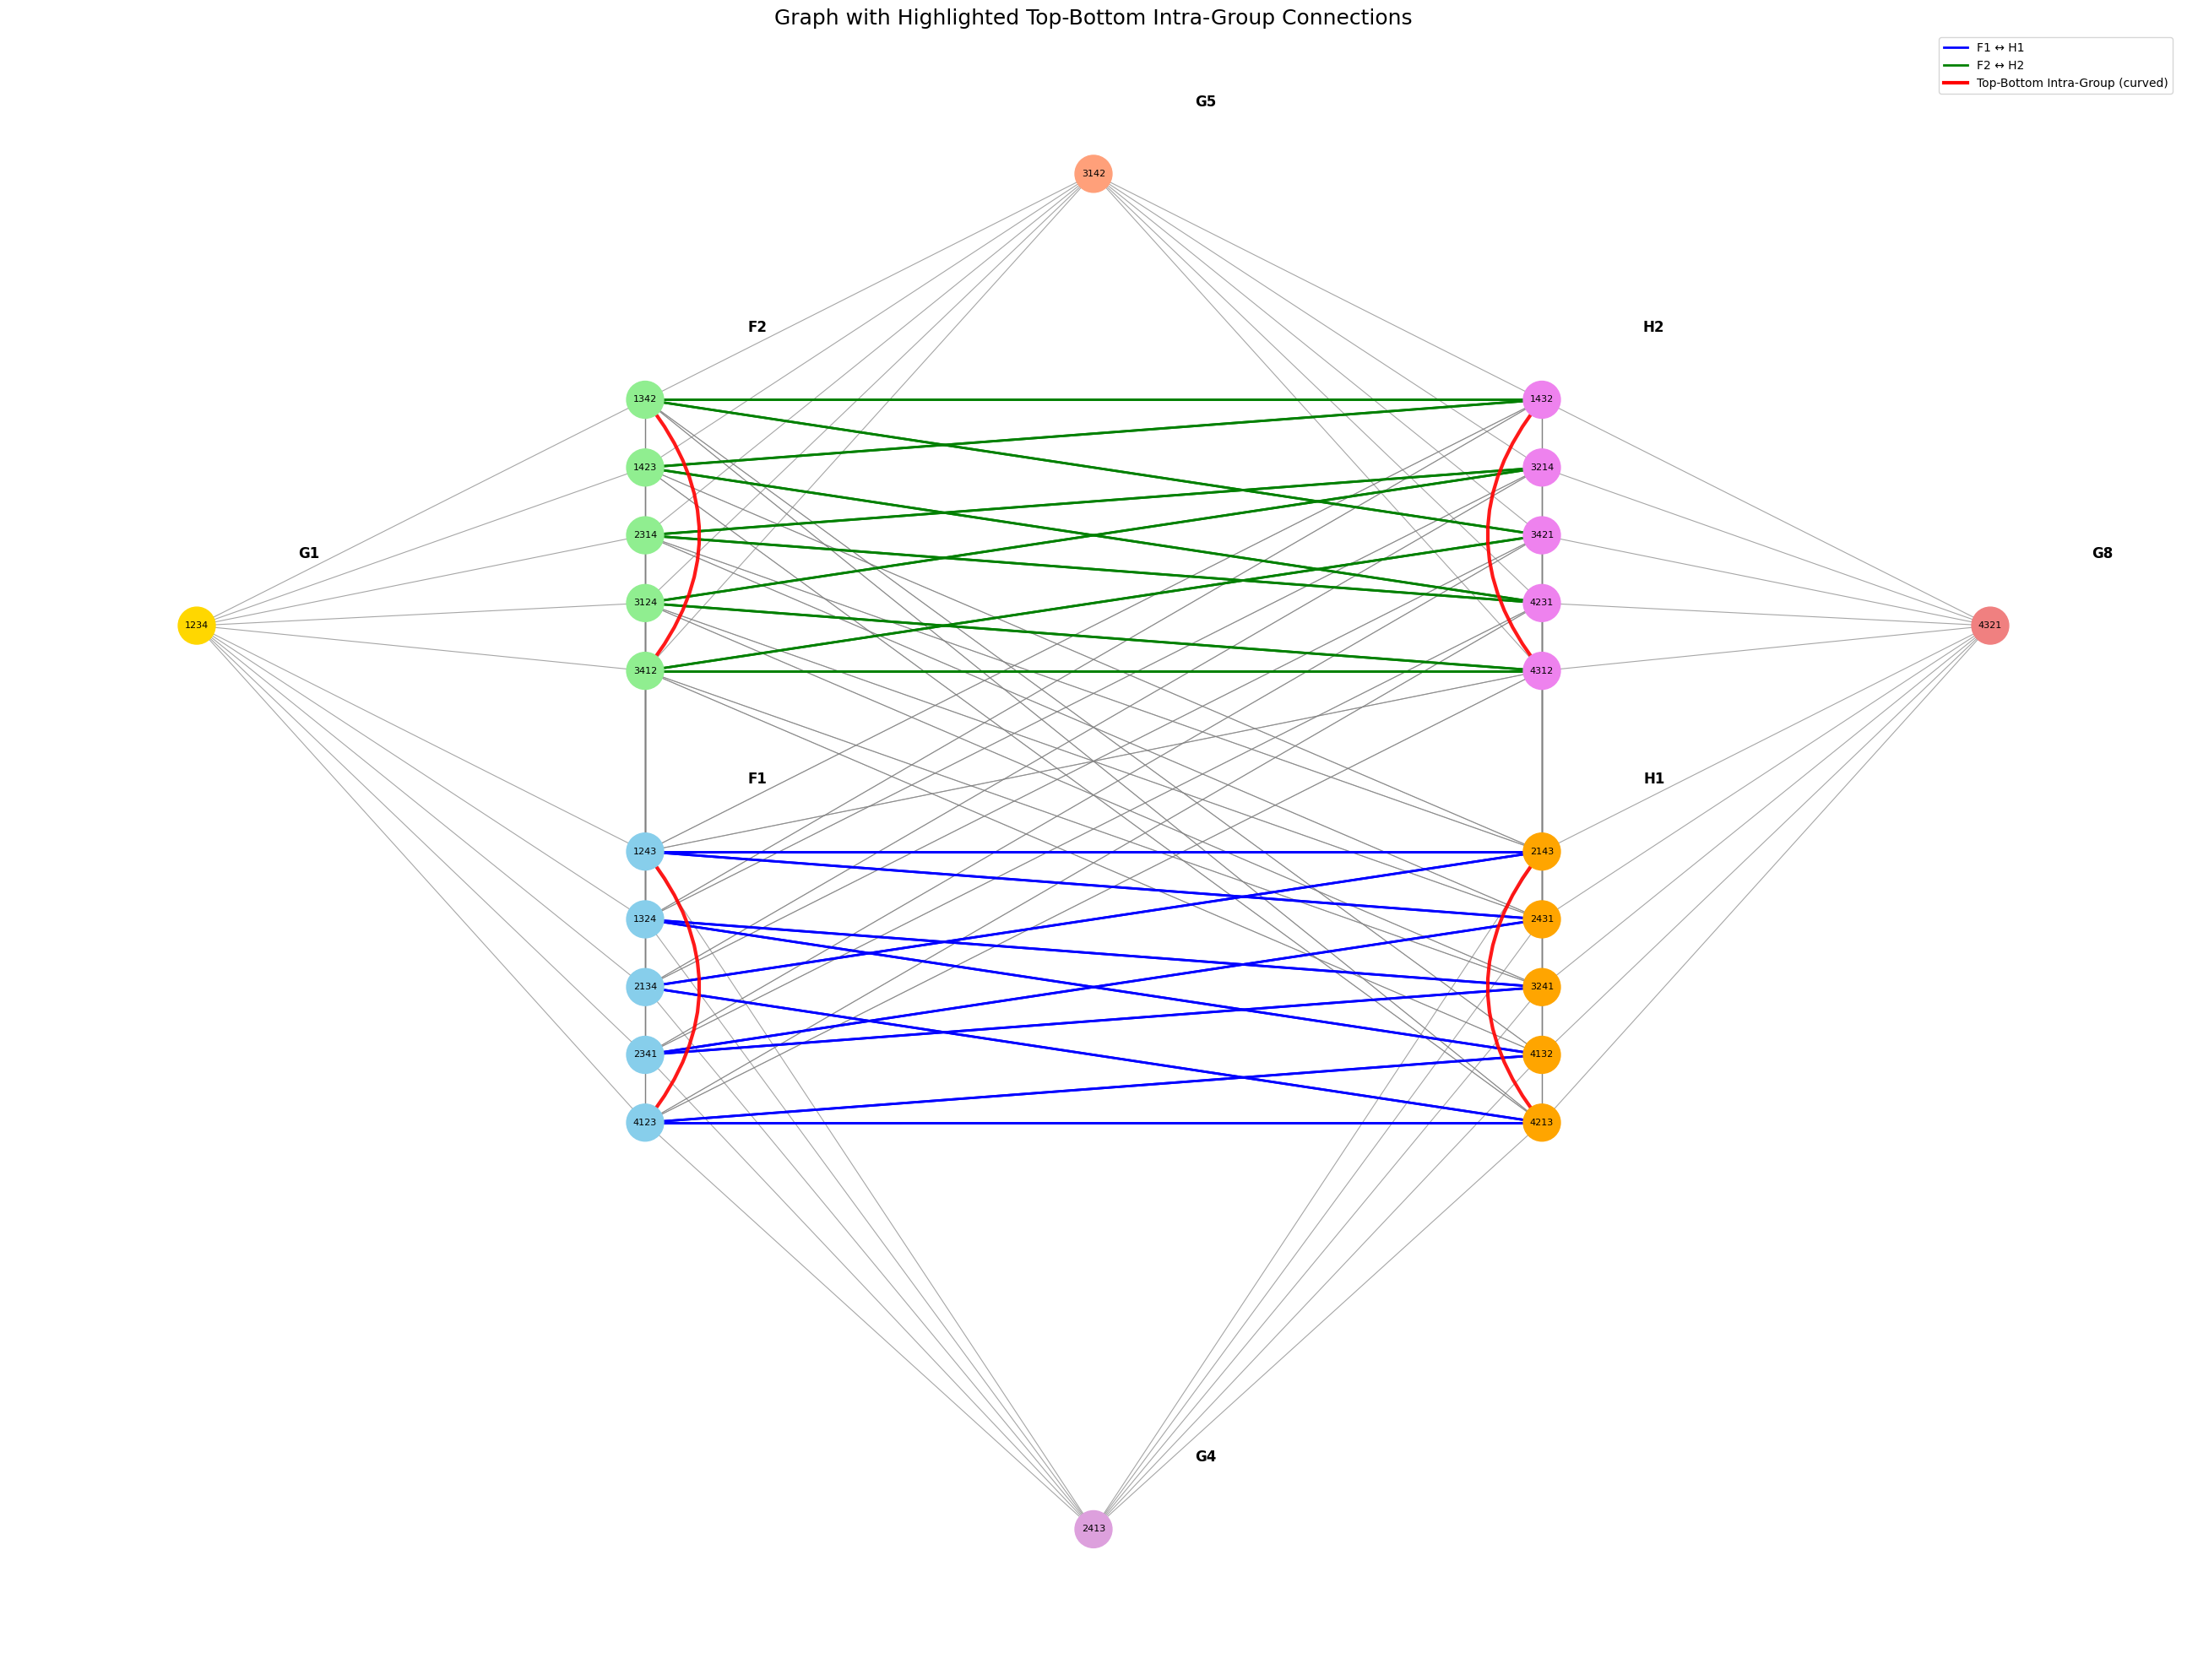 Graph with Highlighted Top-Bottom Intra-Group Connections
F1 ↔ H1
F2 ↔ H2
Top-Bottom Intra-Group (curved)
G5
3142
F2
H2
1342
1432
1423
3214
2314
3421
G1
G8
3124
4231
1234
4321
3412
4312
F1
H1
1243
2143
1324
2431
2134
3241
2341
4132
4123
4213
G4
2413